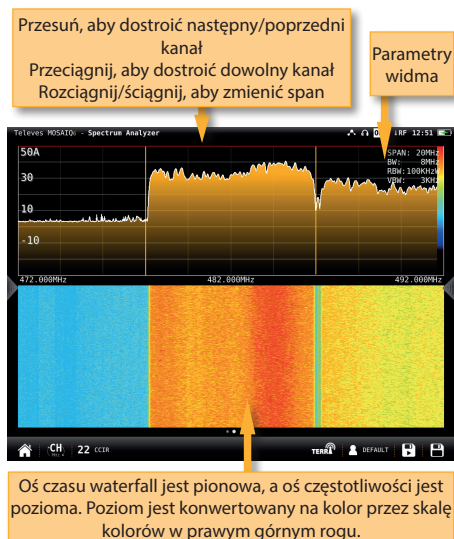 Przesuń, aby dostroić następny/poprzedni
kanał
Przeciągnij, aby dostroić dowolny kanał
Rozciągnij/ściągnij, aby zmienić span
Parametry
widma
Televes MOSAIQ6 - Spectrum Analyzer
RF 12:51
50A
30
10
-10
SPAN: 20MHz
BW: 8MHz
RBW:100KHz
VBW: 3KHz
472.000MHz 482.000MHz 492.000MHz
CH 22 CCIR TERR DEFAULT
Oś czasu waterfall jest pionowa, a oś częstotliwości jest
pozioma. Poziom jest konwertowany na kolor przez skalę
kolorów w prawym górnym rogu.